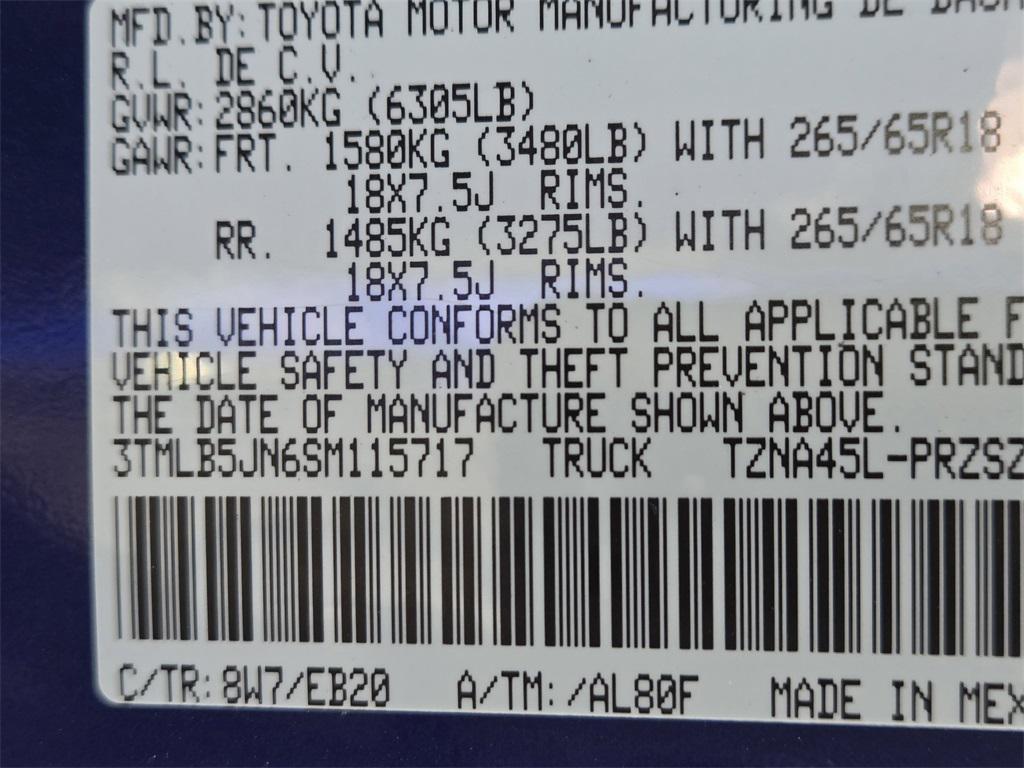 MFD.BY: TOYOTA MOTOR MANUFACTURING DE
R.L. DE C.V.
GVWR: 2860KG (6305LB)
GAWR: FRT. 1580KG (3480LB) WITH 265/65R18
18X7.5J RIMS.
RR. 1485KG (3275LB) WITH 265/65R18
18X7.5J RIMS.
THIS VEHICLE CONFORMS TO ALL APPLICABLE F
VEHICLE SAFETY AND THEFT PREVENTION STAND
THE DATE OF MANUFACTURE SHOWN ABOVE.
3TMLB5JN6SM115717 TRUCK TZNA45L-PRZSZ
C/TR: 8W7/EB20 A/TM: /AL80F MADE IN MEX